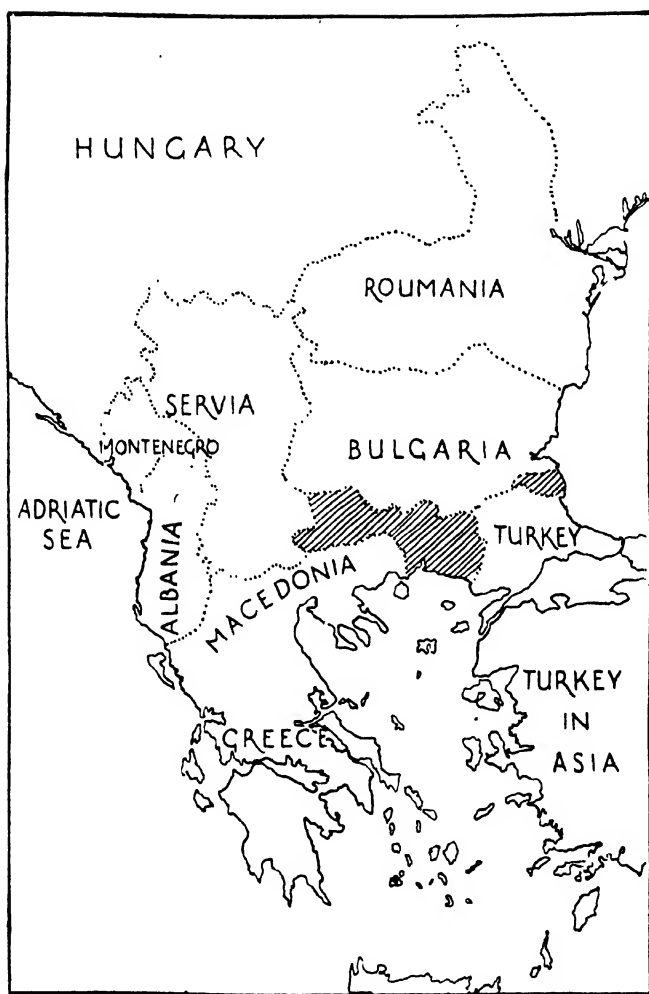 HUNGARY
ROUMANIA
SERVIA
MONTENEGRO
BULGARIA
ADRIATIC
SEA
TURKEY
ALBANIA
MACEDONIA
TURKEY
IN
ASIA
GREECE